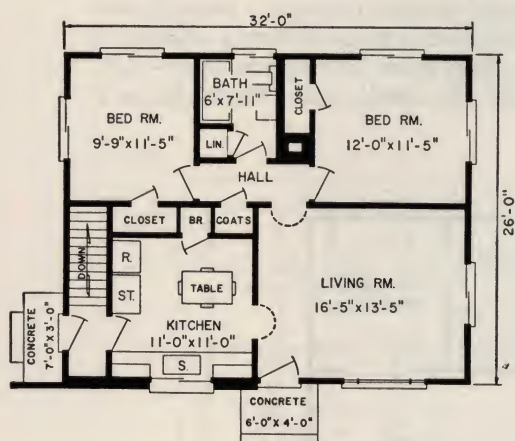 32'-0"
BED RM.
9'-9"x11'-5"
BATH
6'x7'-11"
LIN.
CLOSET
BED RM.
12'-0"x11'-5"
HALL
26'-0"
CLOSET
BR.
COATS
DOWN
R.
ST.
TABLE
KITCHEN
11'-0"x11'-0"
S.
LIVING RM.
16'-5"x13'-5"
CONCRETE
7'-0"x3'-0"
CONCRETE
6'-0"x4'-0"